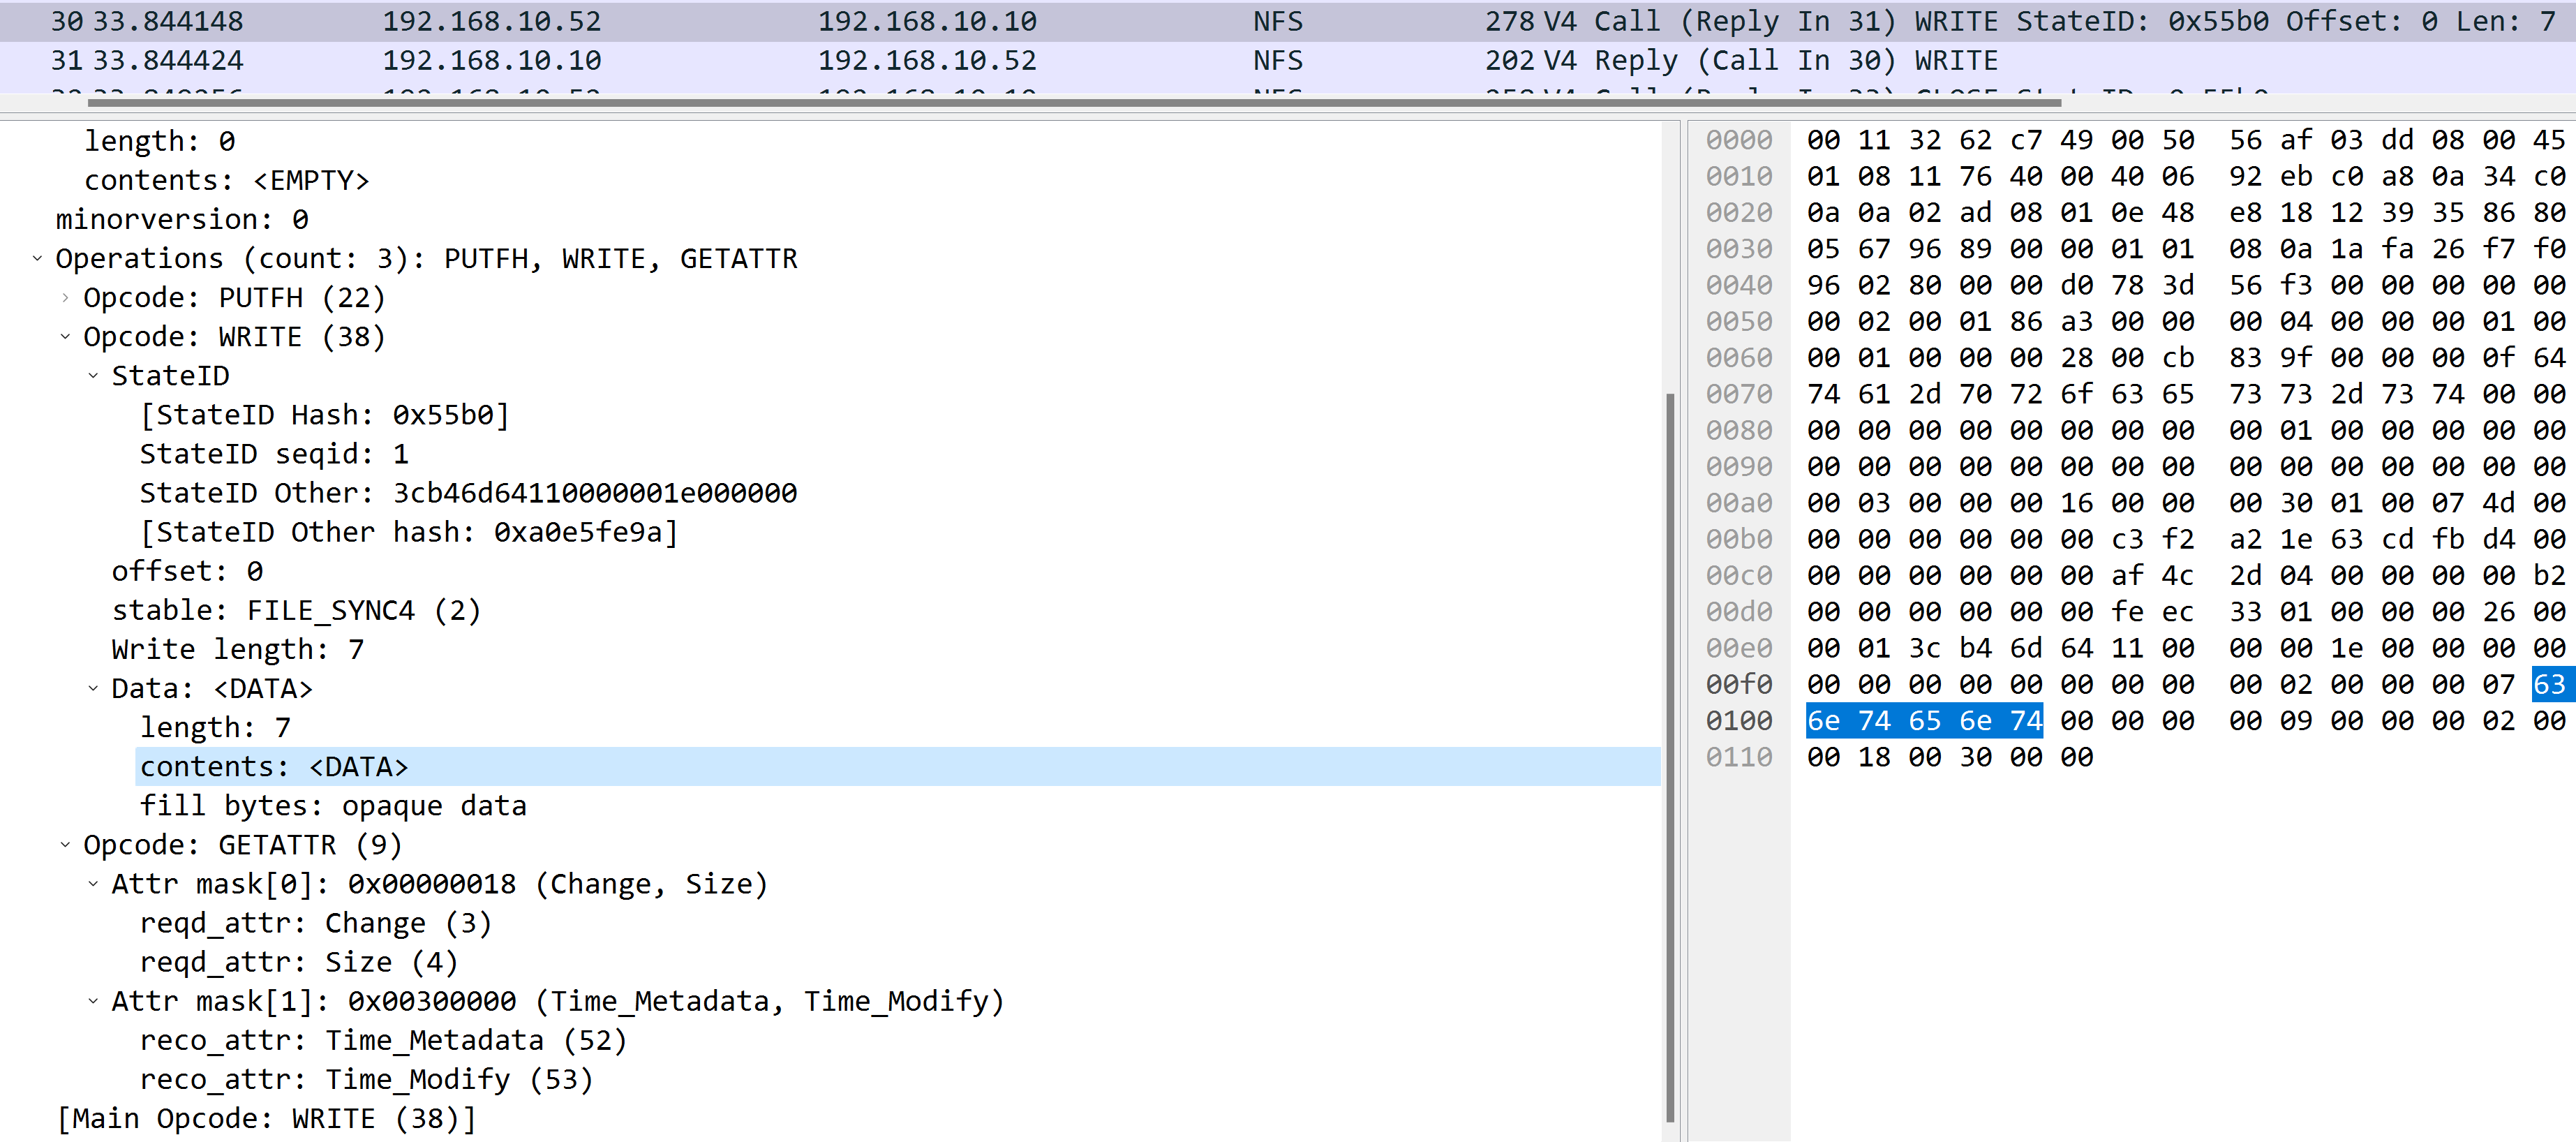 30 33.844148 192.168.10.52 192.168.10.10 NFS 278 V4 Call (Reply In 31) WRITE StateID: 0x55b0 Offset: 0 Len: 7
31 33.844424 192.168.10.10 192.168.10.52 NFS 202 V4 Reply (Call In 30) WRITE
length: 0
contents: <EMPTY>
minorversion: 0
Operations (count: 3): PUTFH, WRITE, GETATTR
Opcode: PUTFH (22)
Opcode: WRITE (38)
StateID
[StateID Hash: 0x55b0]
StateID seqid: 1
StateID Other: 3cb46d64110000001e000000
[StateID Other hash: 0xa0e5fe9a]
offset: 0
stable: FILE_SYNC4 (2)
Write length: 7
Data: <DATA>
length: 7
contents: <DATA>
fill bytes: opaque data
Opcode: GETATTR (9)
Attr mask[0]: 0x00000018 (Change, Size)
reqd_attr: Change (3)
reqd_attr: Size (4)
Attr mask[1]: 0x00300000 (Time_Metadata, Time_Modify)
reco_attr: Time_Metadata (52)
reco_attr: Time_Modify (53)
[Main Opcode: WRITE (38)]
0000 00 11 32 62 c7 49 00 50 56 af 03 dd 08 00 45
0010 01 08 11 76 40 00 40 06 92 eb c0 a8 0a 34 c0
0020 0a 0a 02 ad 08 01 0e 48 e8 18 12 39 35 86 80
0030 05 67 96 89 00 00 01 01 08 0a 1a fa 26 f7 f0
0040 96 02 80 00 00 d0 78 3d 56 f3 00 00 00 00 00
0050 00 02 00 01 86 a3 00 00 00 04 00 00 00 01 00
0060 00 01 00 00 00 28 00 cb 83 9f 00 00 00 0f 64
0070 74 61 2d 70 72 6f 63 65 73 73 2d 73 74 00 00
0080 00 00 00 00 00 00 00 00 00 01 00 00 00 00 00
0090 00 00 00 00 00 00 00 00 00 00 00 00 00 00 00
00a0 00 03 00 00 00 16 00 00 00 30 01 00 07 4d 00
00b0 00 00 00 00 00 00 c3 f2 a2 1e 63 cd fb d4 00
00c0 00 00 00 00 00 00 af 4c 2d 04 00 00 00 00 b2
00d0 00 00 00 00 00 00 fe ec 33 01 00 00 00 26 00
00e0 00 01 3c b4 6d 64 11 00 00 00 1e 00 00 00 00
00f0 00 00 00 00 00 00 00 00 00 02 00 00 00 07 63
0100 6e 74 65 6e 74 00 00 00 00 09 00 00 00 02 00
0110 00 18 00 30 00 00